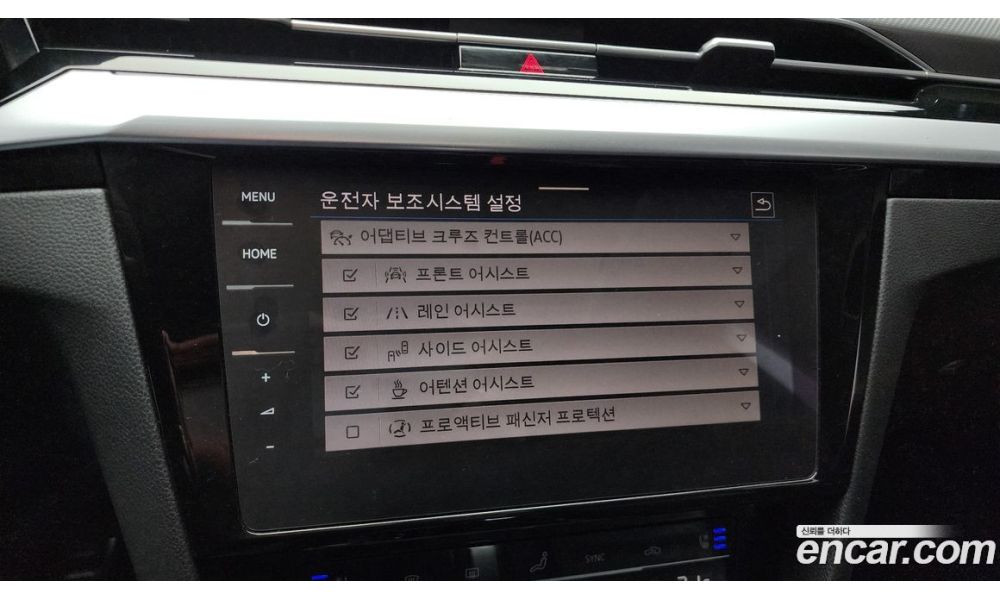 MENU
운전자 보조시스템 설정
HOME
어댑티브 크루즈 컨트롤(ACC)
프론트 어시스트
레인 어시스트
사이드 어시스트
어텐션 어시스트
프로액티브 패신저 프로텍션
+
-
SYNC
신뢰를 더하다
encar.com